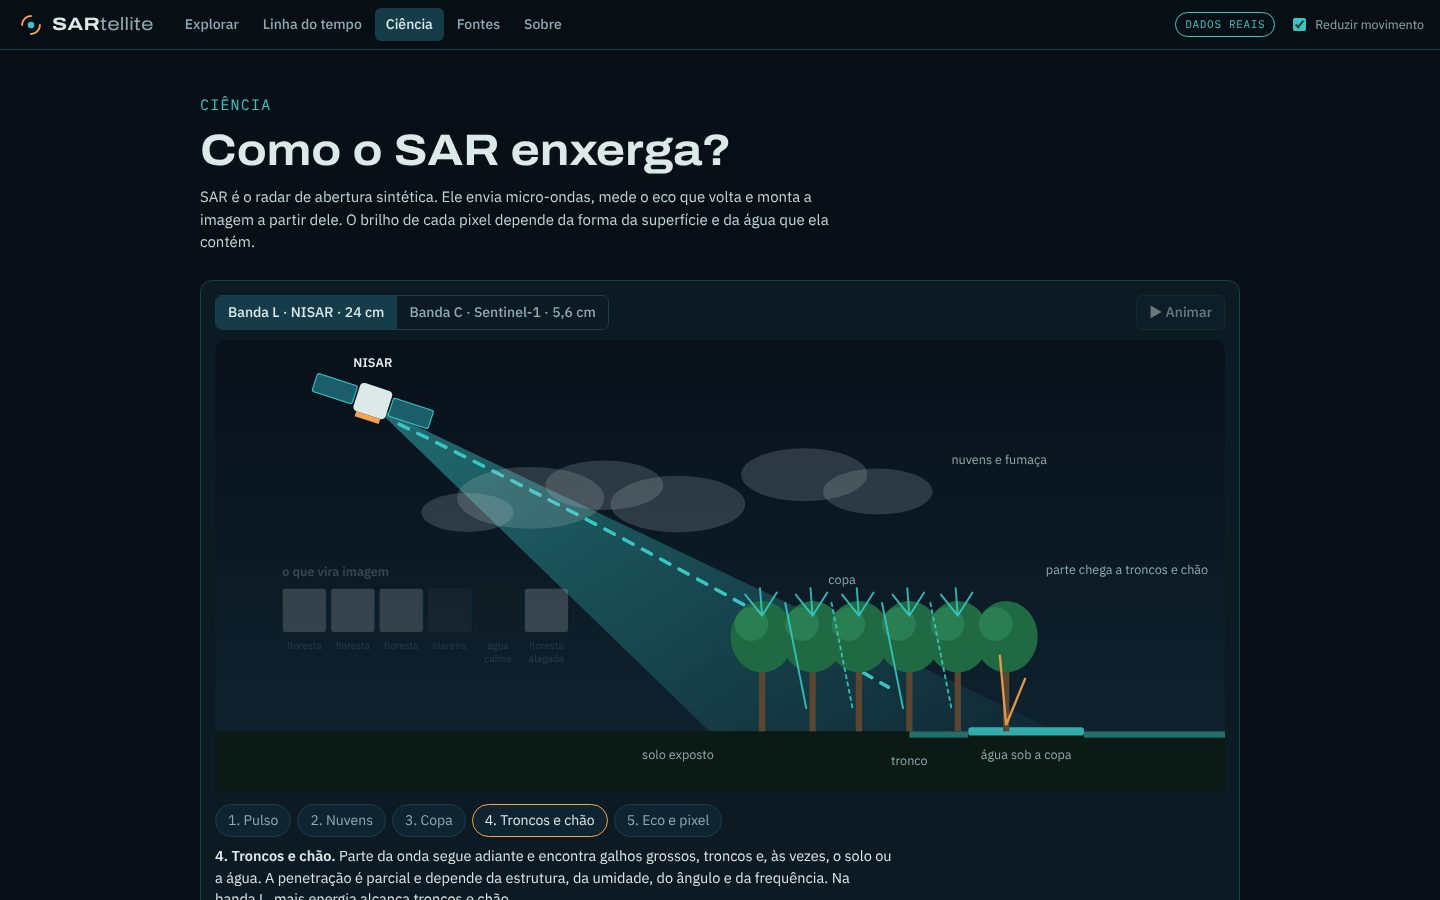 SARtellite
Explorar
Linha do tempo
Ciência
Fontes
Sobre
DADOS REAIS
Reduzir movimento
CIÊNCIA
Como o SAR enxerga?
SAR é o radar de abertura sintética. Ele envia micro-ondas, mede o eco que volta e monta a
imagem a partir dele. O brilho de cada pixel depende da forma da superfície e da água que ela
contém.
Banda L · NISAR · 24 cm
Banda C · Sentinel-1 · 5,6 cm
▶ Animar
NISAR
nuvens e fumaça
o que vira imagem
parte chega a troncos e chão
copa
floresta
floresta
floresta
clareira
água
calma
floresta
alagada
solo exposto
tronco
água sob a copa
1. Pulso
2. Nuvens
3. Copa
4. Troncos e chão
5. Eco e pixel
4. Troncos e chão. Parte da onda segue adiante e encontra galhos grossos, troncos e, às vezes, o solo ou
a água. A penetração é parcial e depende da estrutura, da umidade, do ângulo e da frequência. Na
banda L, mais energia alcança troncos e chão.